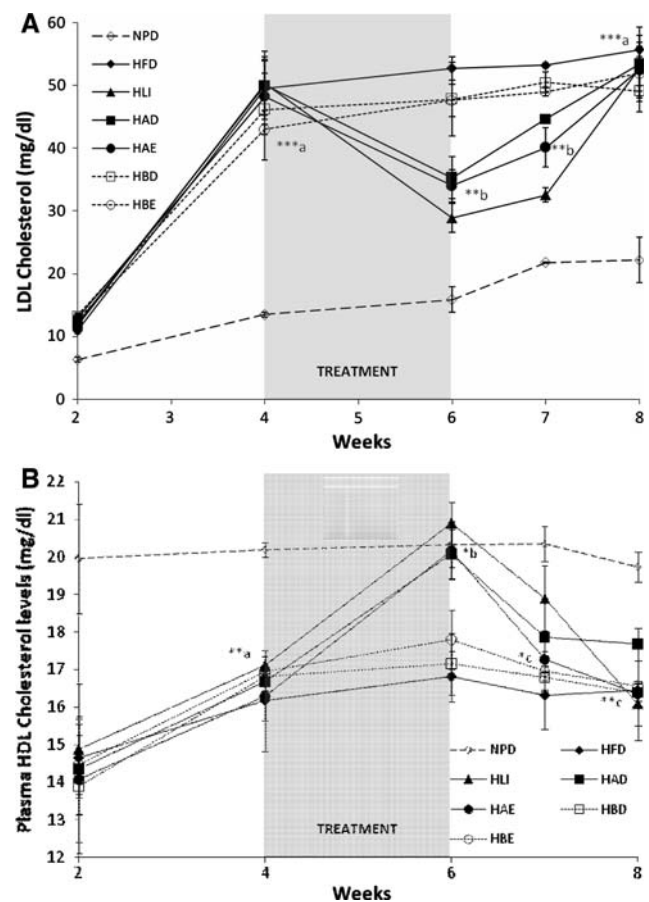 A
60
50
40
30
20
10
0
LDL Cholesterol (mg/dl)
NPD
HFD
HLI
HAD
HAE
HBD
HBE
***a
***a
**b
**b
TREATMENT
2 3 4 5 6 7 8
Weeks
B
22
21
20
19
18
17
16
15
14
13
12
Plasma HDL Cholesterol levels (mg/dl)
**a
*b
*c
**c
NPD HFD
HLI HAD
HAE HBD
HBE
TREATMENT
2 4 6 8
Weeks